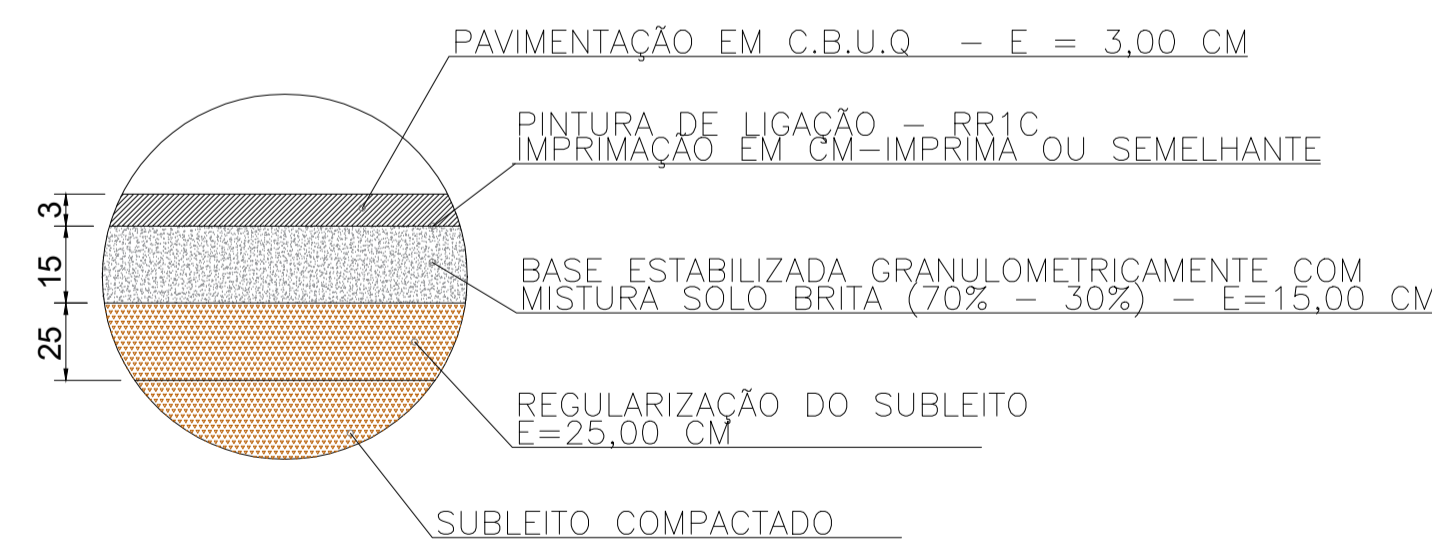 PAVIMENTAÇÃO EM C.B.U.Q – E = 3,00 CM
PINTURA DE LIGAÇÃO – RR1C
IMPRIMAÇÃO EM CM–IMPRIMA OU SEMELHANTE
3
15
25
BASE ESTABILIZADA GRANULOMETRICAMENTE COM
MISTURA SOLO BRITA (70% – 30%) – E=15,00 CM
REGULARIZAÇÃO DO SUBLEITO
E=25,00 CM
SUBLEITO COMPACTADO